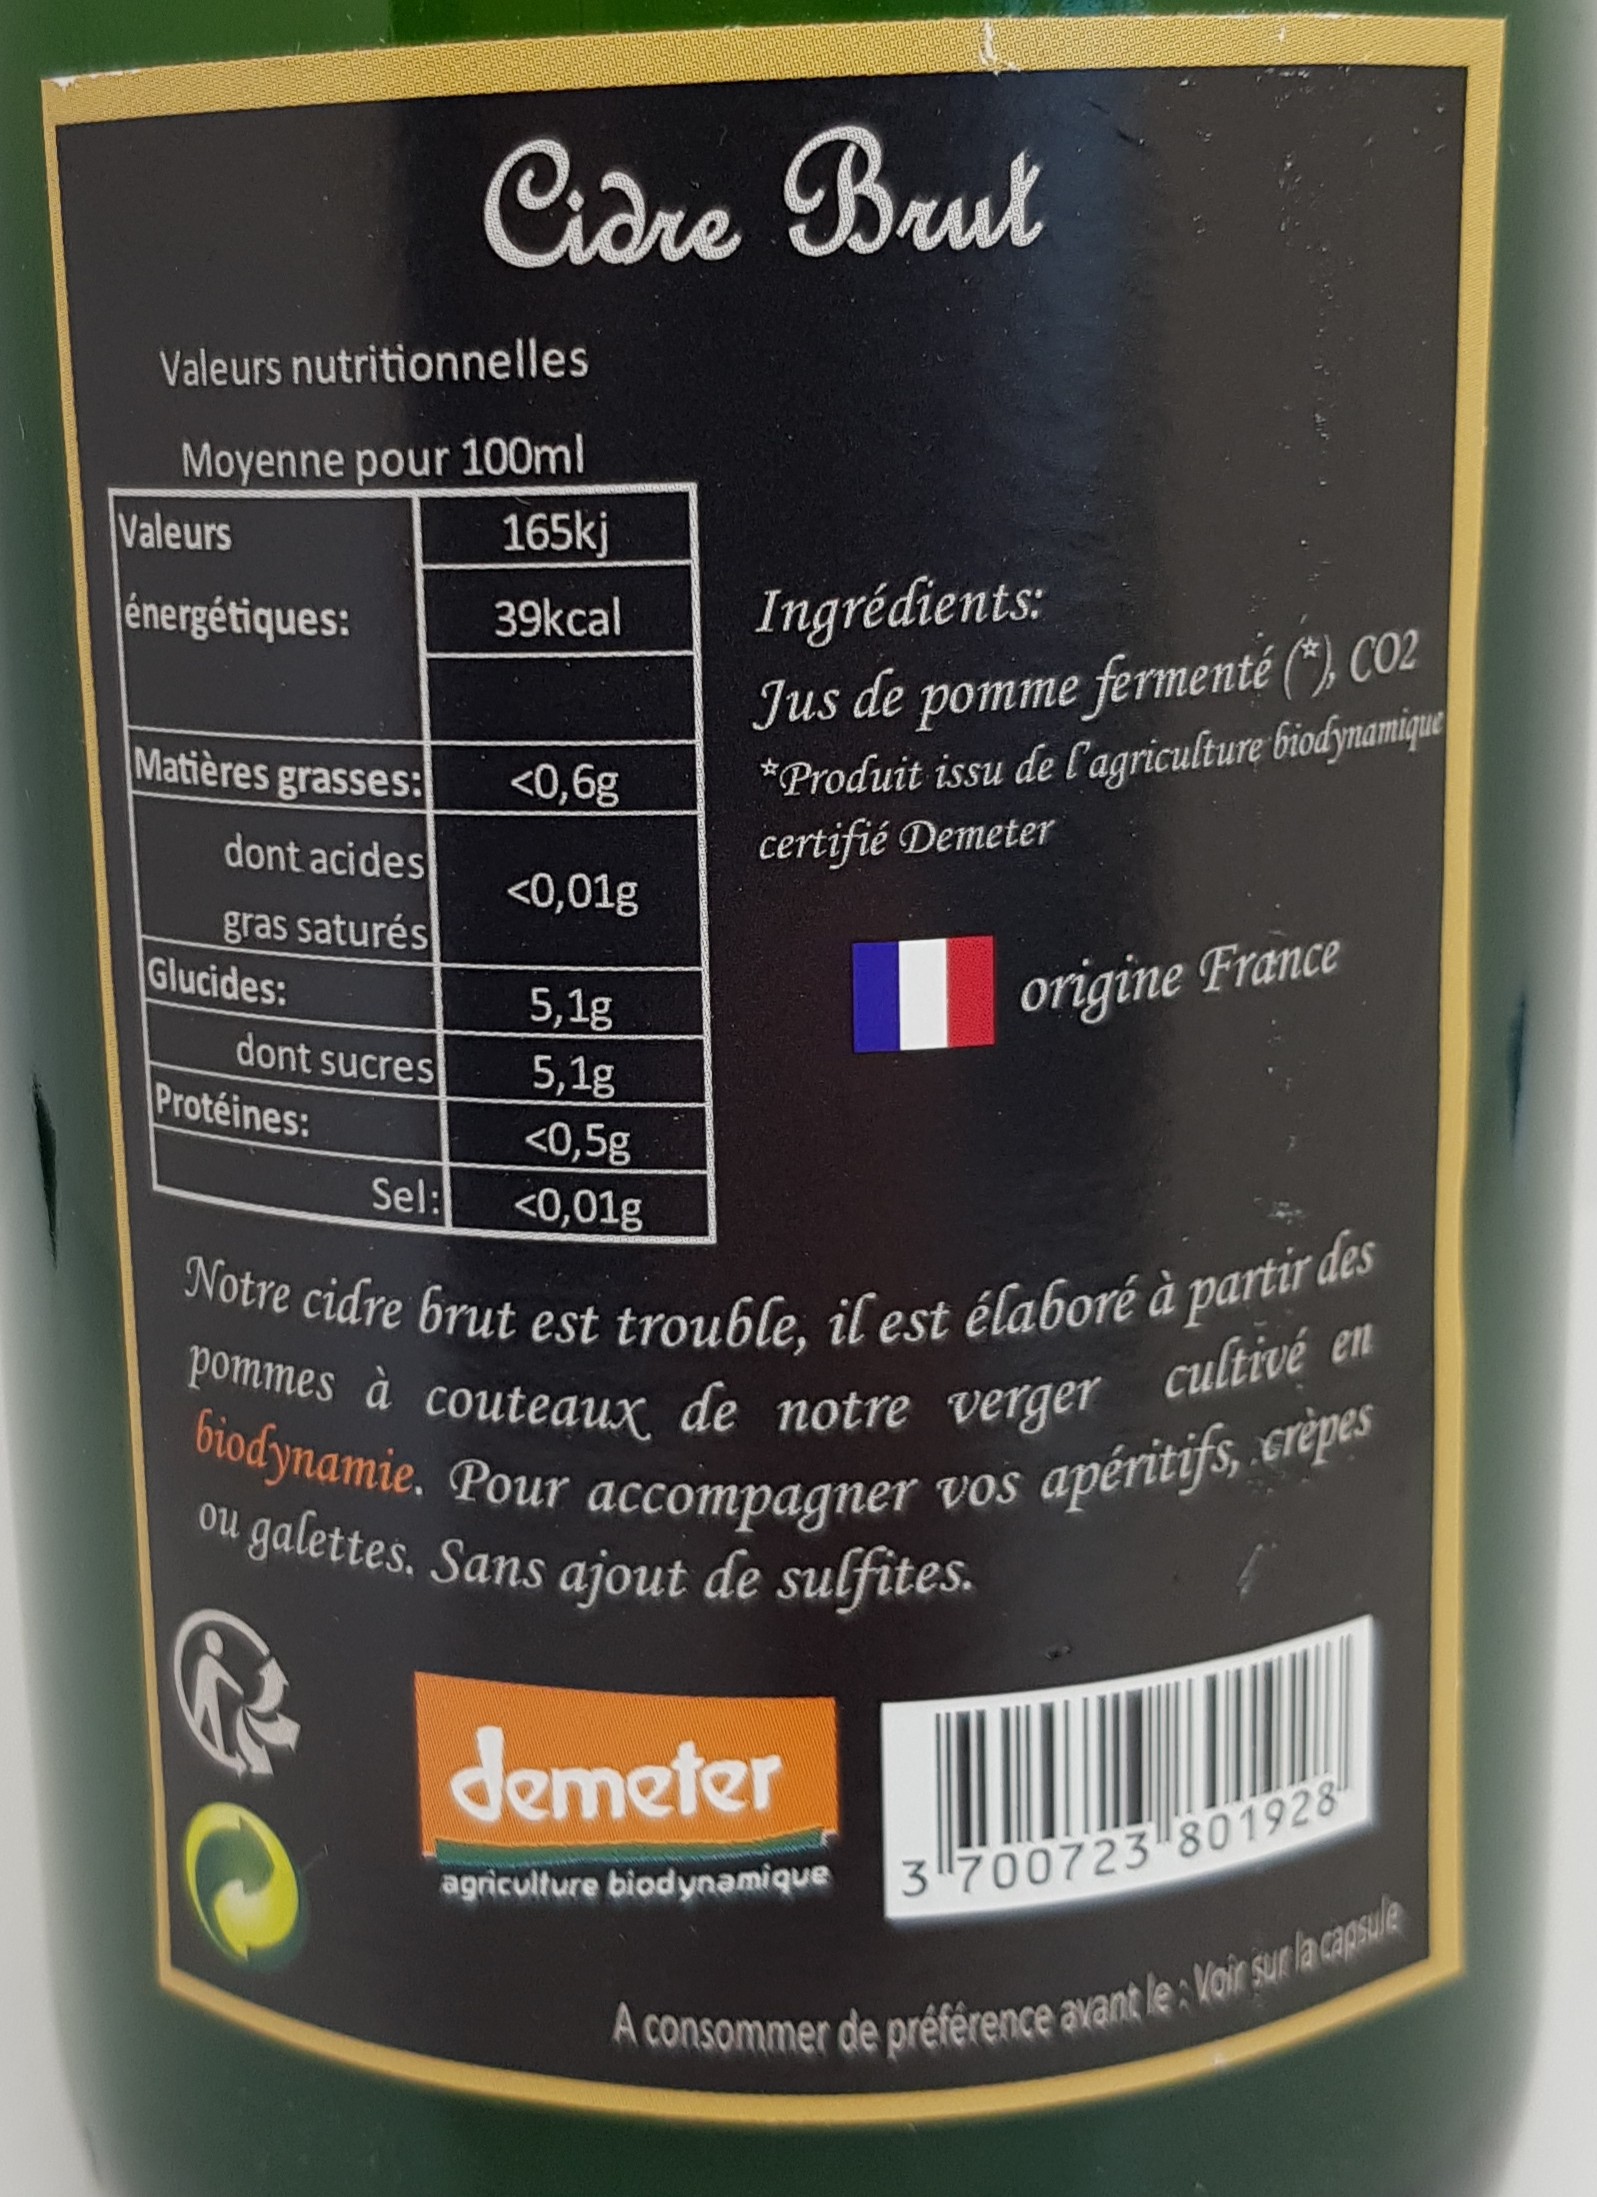 Cidre Brut
Valeurs nutritionnelles
Moyenne pour 100ml
Valeurs 165kj
énergétiques: 39kcal
Matières grasses: <0,6g
dont acides
gras saturés <0,01g
Glucides: 5,1g
dont sucres 5,1g
Protéines: <0,5g
Sel: <0,01g
Ingrédients:
Jus de pomme fermenté (*), CO2
*Produit issu de l'agriculture biodynamique
certifié Demeter
origine France
Notre cidre brut est trouble, il est élaboré à partir des
pommes à couteaux de notre verger cultivé en
biodynamie. Pour accompagner vos apéritifs, crèpes
ou galettes. Sans ajout de sulfites.
demeter
agriculture biodynamique
3 700723 801928
A consommer de préférence avant le : Voir sur la capsule